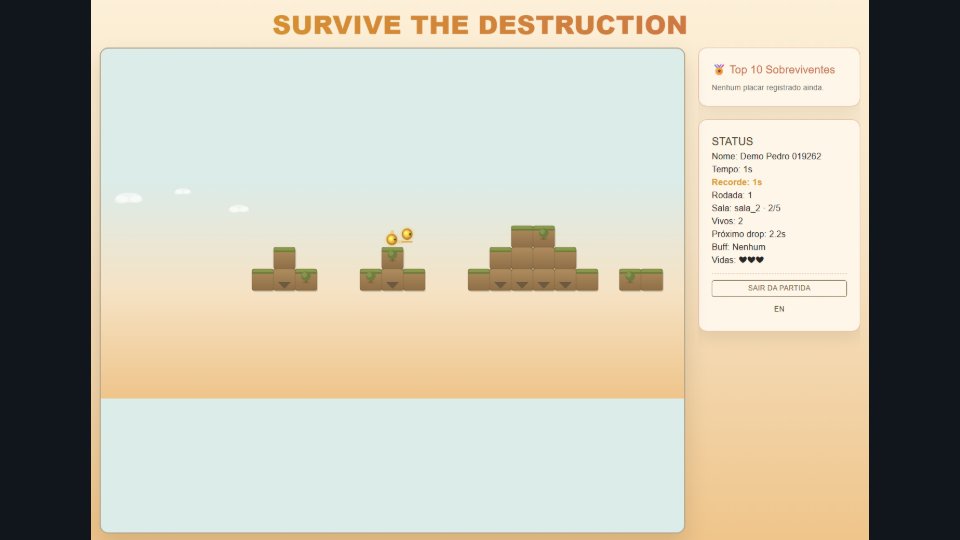 SURVIVE THE DESTRUCTION
Top 10 Sobreviventes
Nenhum placar registrado ainda.
STATUS
Nome: Demo Pedro 019262
Tempo: 1s
Recorde: 1s
Rodada: 1
Sala: sala_2 - 2/5
Vivos: 2
Próximo drop: 2.2s
Buff: Nenhum
Vidas: ♥♥♥
SAIR DA PARTIDA
EN